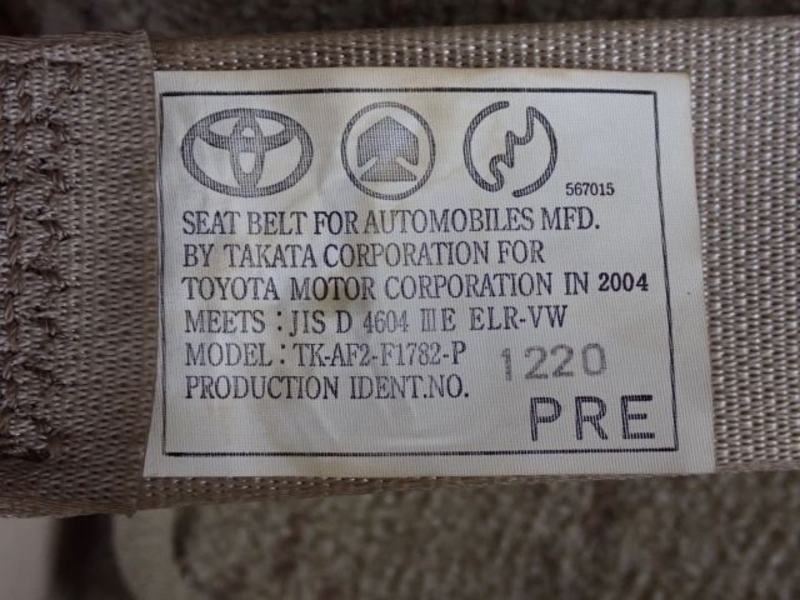 567015
SEAT BELT FOR AUTOMOBILES MFD.
BY TAKATA CORPORATION FOR
TOYOTA MOTOR CORPORATION IN 2004
MEETS : JIS D 4604 ⅢE ELR-VW
MODEL : TK-AF2-F1782-P
PRODUCTION IDENT.NO. 1220
PRE